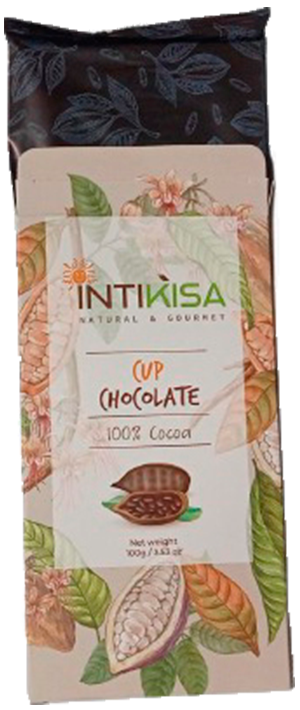 INTIKISA
NATURAL & GOURMET
CUP
CHOCOLATE
100% Cocoa
Net weight
100g / 3.53 oz